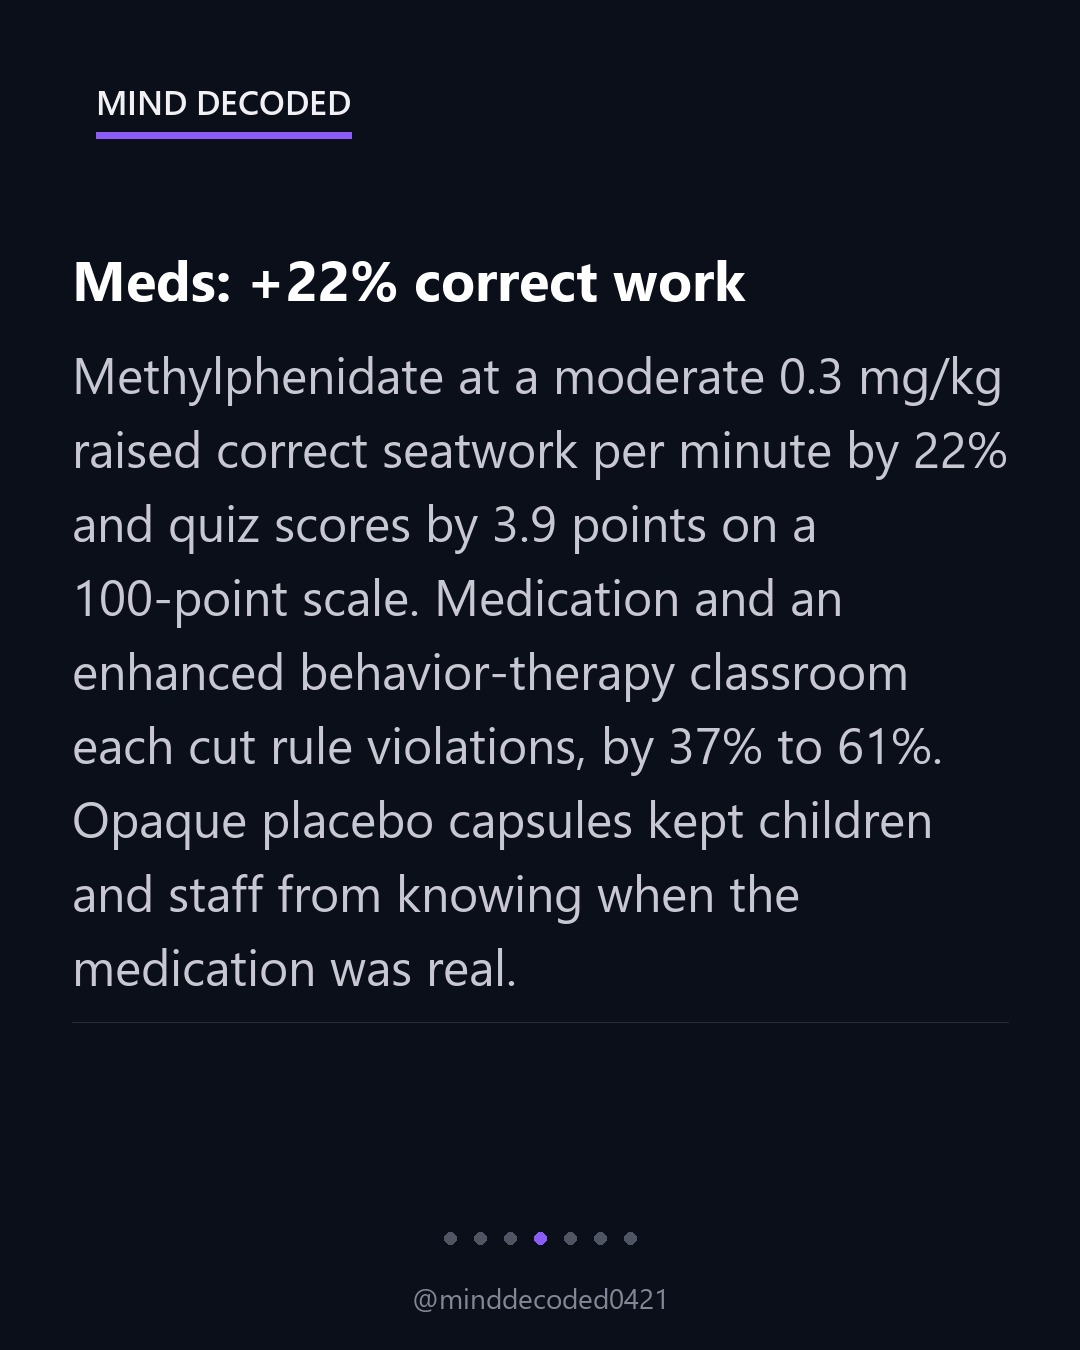 MIND DECODED
Meds: +22% correct work
Methylphenidate at a moderate 0.3 mg/kg
raised correct seatwork per minute by 22%
and quiz scores by 3.9 points on a
100-point scale. Medication and an
enhanced behavior-therapy classroom
each cut rule violations, by 37% to 61%.
Opaque placebo capsules kept children
and staff from knowing when the
medication was real.
@minddecoded0421